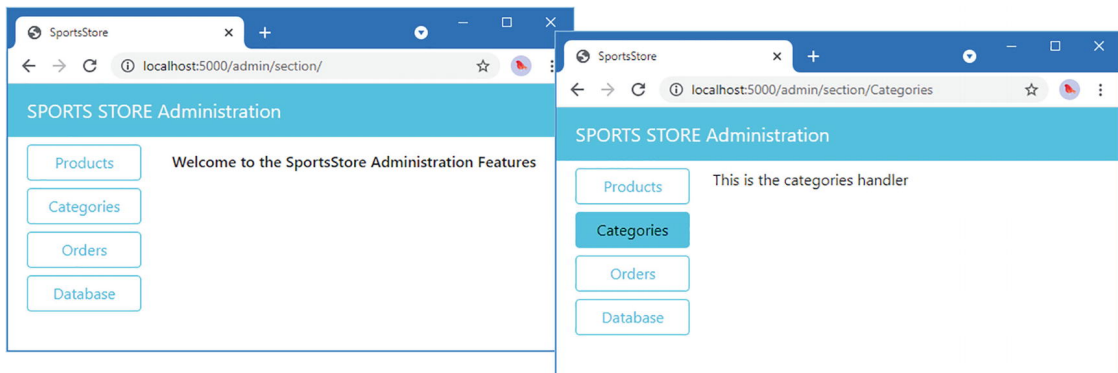 SportsStore
localhost:5000/admin/section/
SPORTS STORE Administration
Products
Welcome to the SportsStore Administration Features
Categories
Orders
Database
SportsStore
localhost:5000/admin/section/Categories
SPORTS STORE Administration
Products
This is the categories handler
Categories
Orders
Database